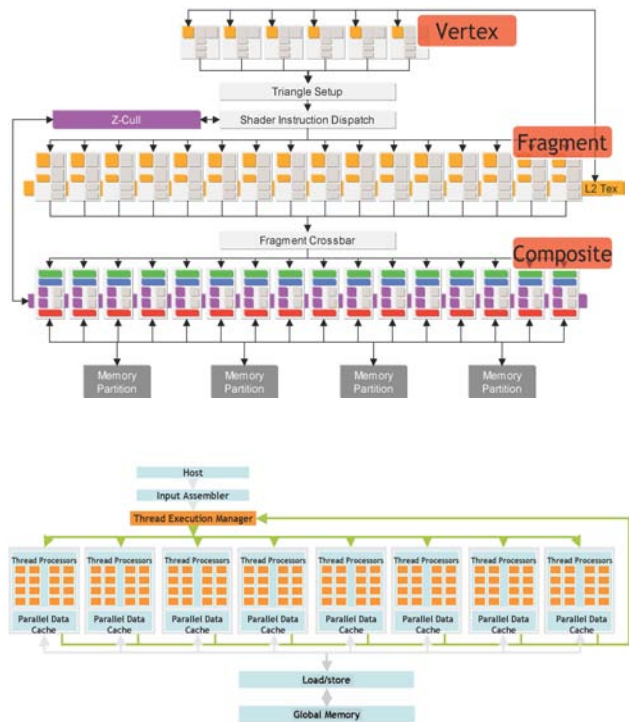 Vertex
Triangle Setup
Z-Cull
Shader Instruction Dispatch
Fragment
L2 Tex
Fragment Crossbar
Composite
Memory
Partition
Memory
Partition
Memory
Partition
Memory
Partition
Host
Input Assembler
Thread Execution Manager
Thread Processors
Thread Processors
Thread Processors
Thread Processors
Thread Processors
Thread Processors
Thread Processors
Thread Processors
Parallel Data
Cache
Parallel Data
Cache
Parallel Data
Cache
Parallel Data
Cache
Parallel Data
Cache
Parallel Data
Cache
Parallel Data
Cache
Parallel Data
Cache
Load/store
Global Memory